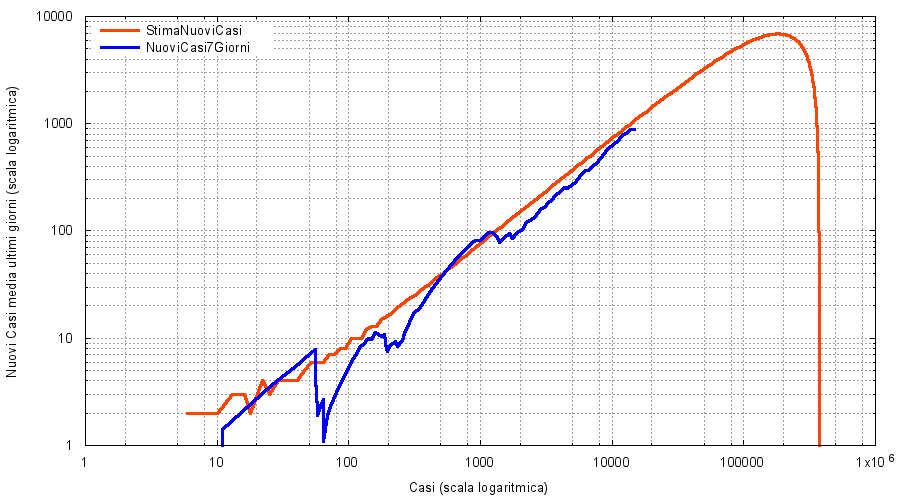 StimaNuoviCasi
NuoviCasi7Giorni
Nuovi Casi media ultimi giorni (scala logaritmica)
10000
1000
100
10
1
1 10 100 1000 10000 100000 1x10 6
Casi (scala logaritmica)